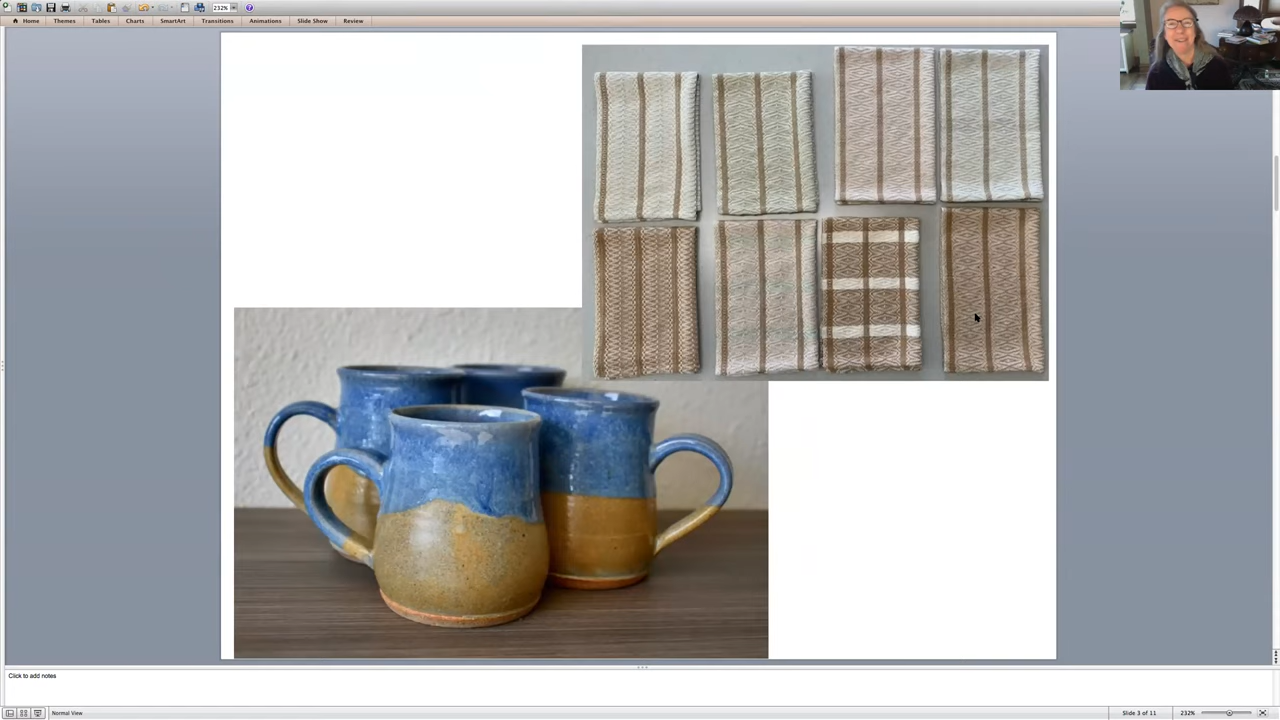 232%
Home Themes Tables Charts SmartArt Transitions Animations Slide Show Review
Click to add notes
Normal View Slide 3 of 11 232%